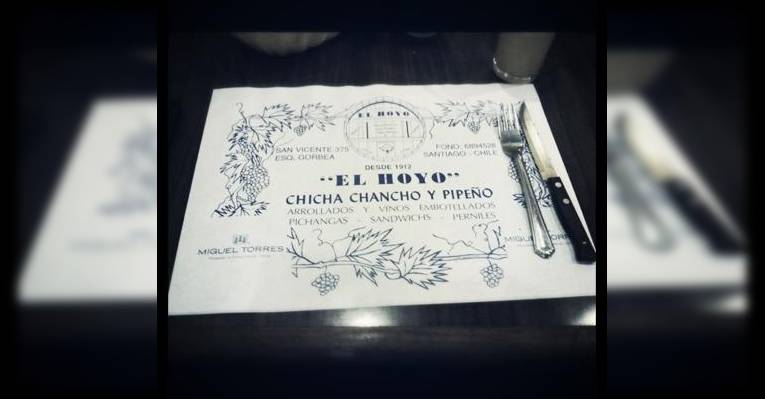 EL HOYO
SAN VICENTE 375
ESQ. GORBEA
FONO: 6894528
SANTIAGO - CHILE
DESDE 1912
"EL HOYO"
CHICHA CHANCHO Y PIPEÑO
ARROLLADOS Y VINOS EMBOTELLADOS
PICHANGAS - SANDWICHS - PERNILES
MIGUEL TORRES
MIGUEL TORRES